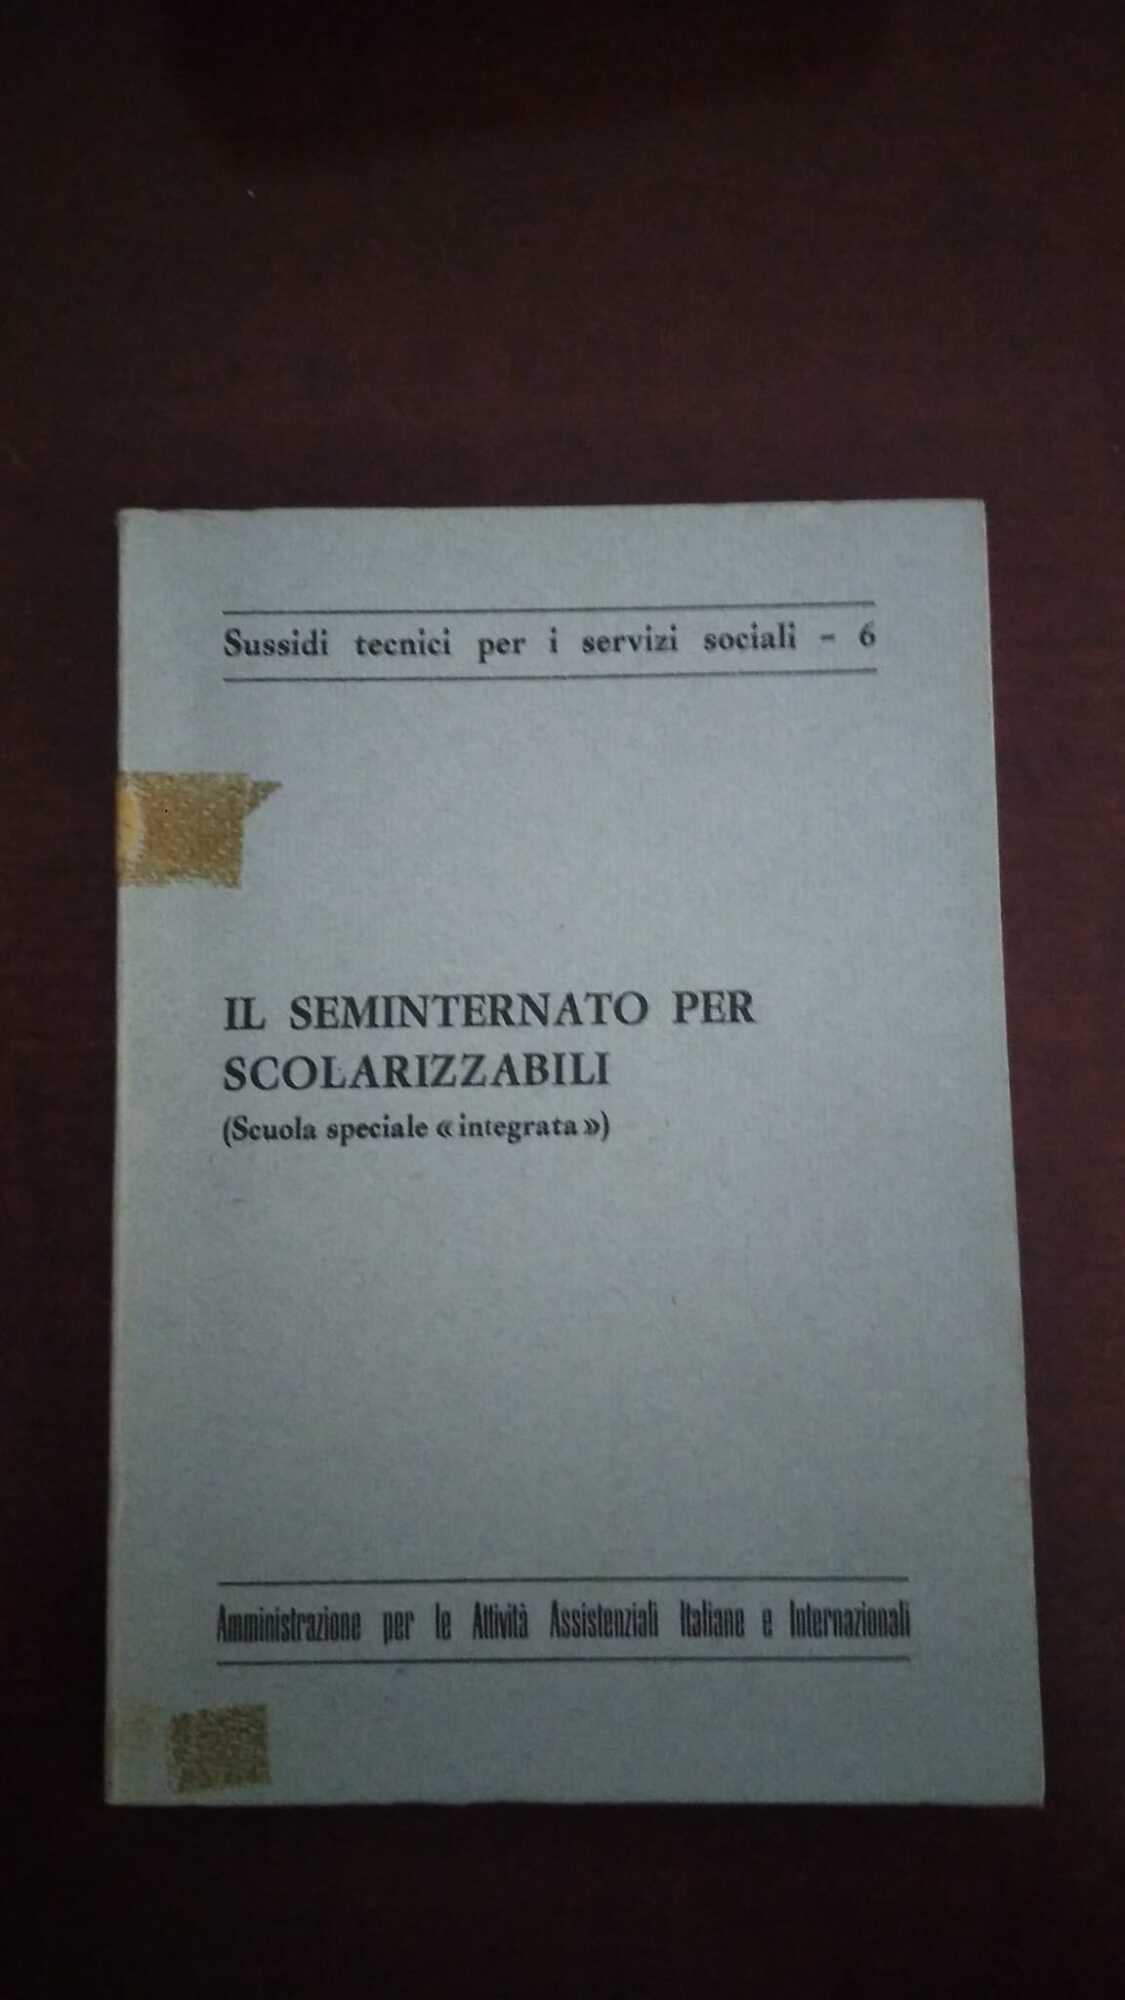 Sussidi tecnici per i servizi sociali - 6
IL SEMINTERNATO PER
SCOLARIZZABILI
(Scuola speciale « integrata »)
Amministrazione per le Attività Assistenziali Italiane e Internazionali